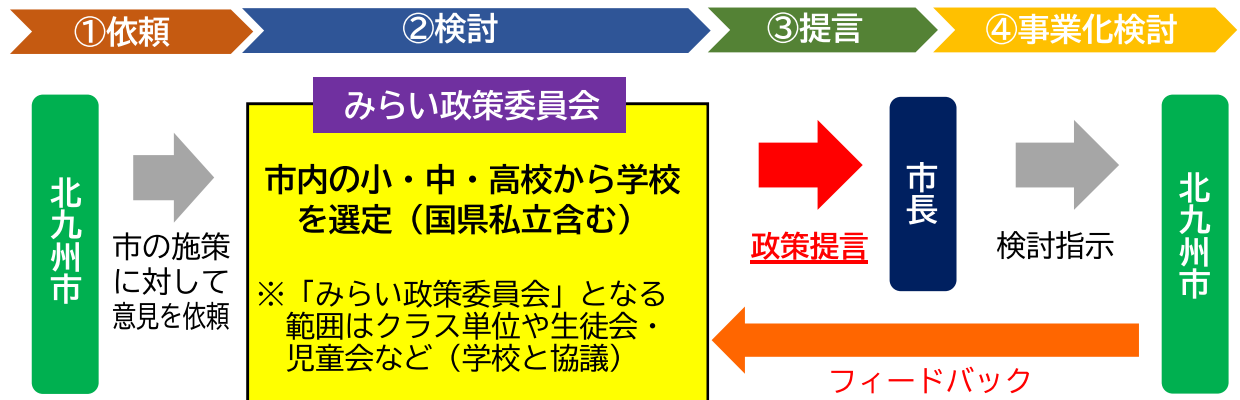 ①依頼
②検討
③提言
④事業化検討
北九州市
市の施策
に対して
意見を依頼
みらい政策委員会
市内の小・中・高校から学校
を選定（国県私立含む）
※「みらい政策委員会」となる
範囲はクラス単位や生徒会・
児童会など（学校と協議）
政策提言
市長
検討指示
北九州市
フィードバック